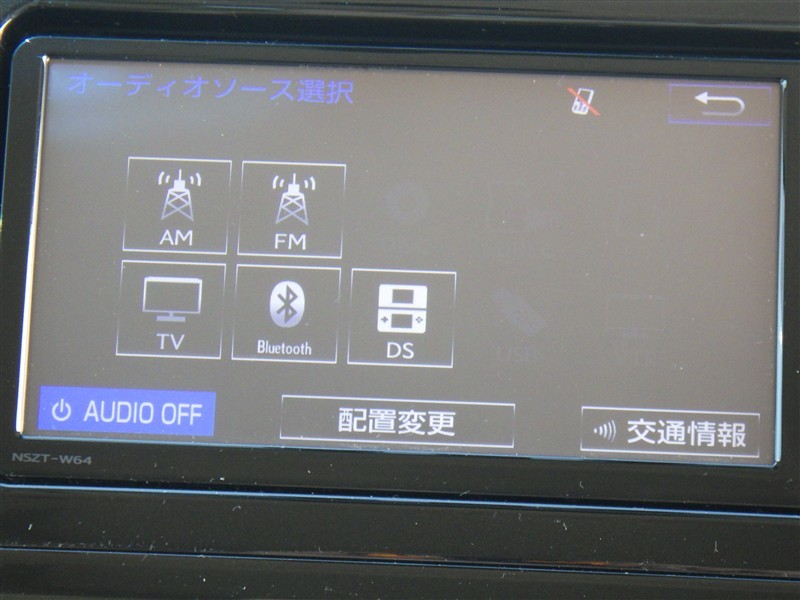 オーディオソース選択
AM
FM
TV
Bluetooth
DS
AUDIO OFF
配置変更
交通情報
NSZT-W64